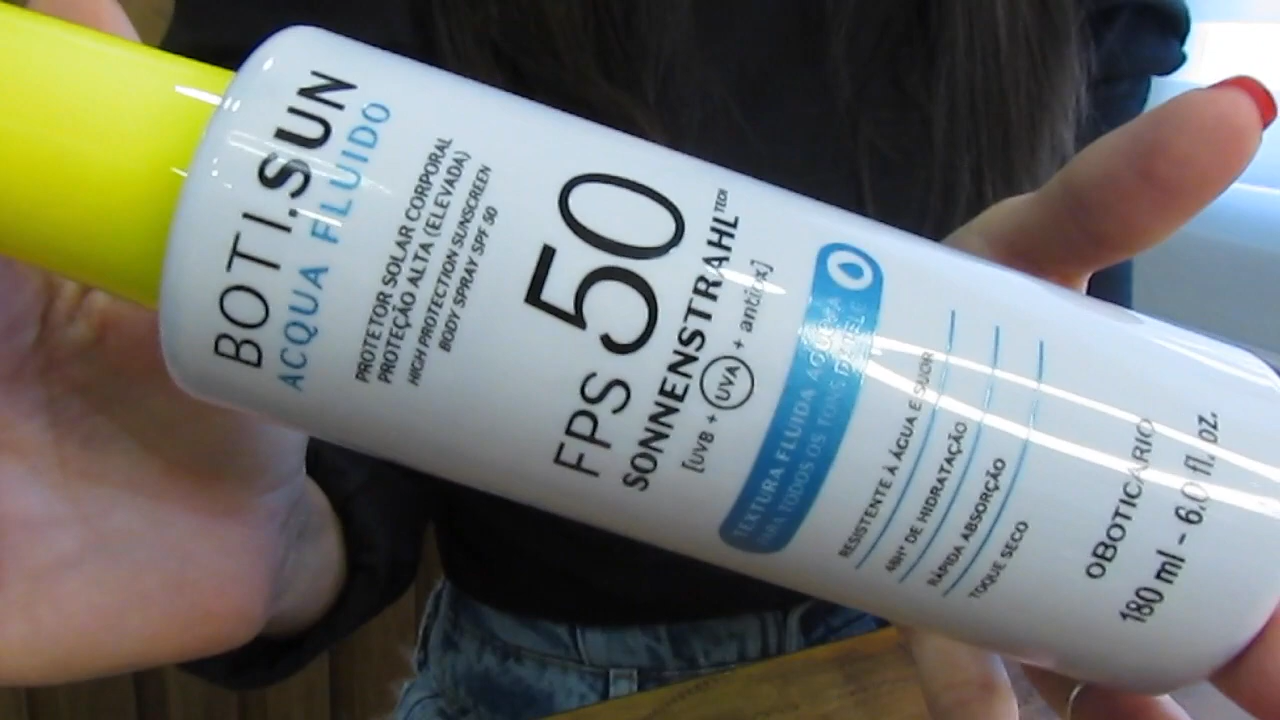 BOTI.SUN
ACQUA FLUIDO
PROTETOR SOLAR CORPORAL
PROTEÇÃO ALTA (ELEVADA)
HIGH PROTECTION SUNSCREEN
BODY SPRAY SPF 50
FPS 50
SONNENSTRAHL TECH
[UVB + UVA + antiox]
TEXTURA FLUIDA AQUOSA
PARA TODOS OS TONS DE PELE
RESISTENTE À ÁGUA E SUOR
48H* DE HIDRATAÇÃO
RÁPIDA ABSORÇÃO
TOQUE SECO
OBOTICÁRIO
180 ml - 6.0 fl. oz.